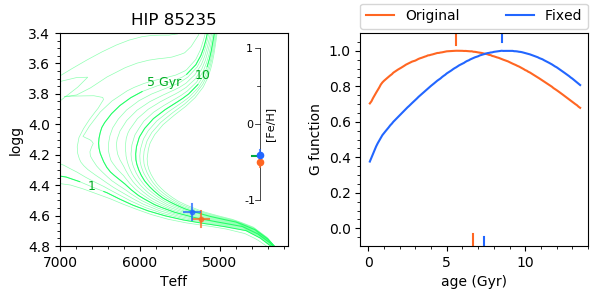 HIP 85235
Original Fixed
3.4
3.6
3.8
4.0
4.2
4.4
4.6
4.8
logg
5 Gyr
10
1
1
0
-1
[Fe/H]
7000 6000 5000
Teff
1.0
0.8
0.6
0.4
0.2
0.0
G function
0 5 10
age (Gyr)